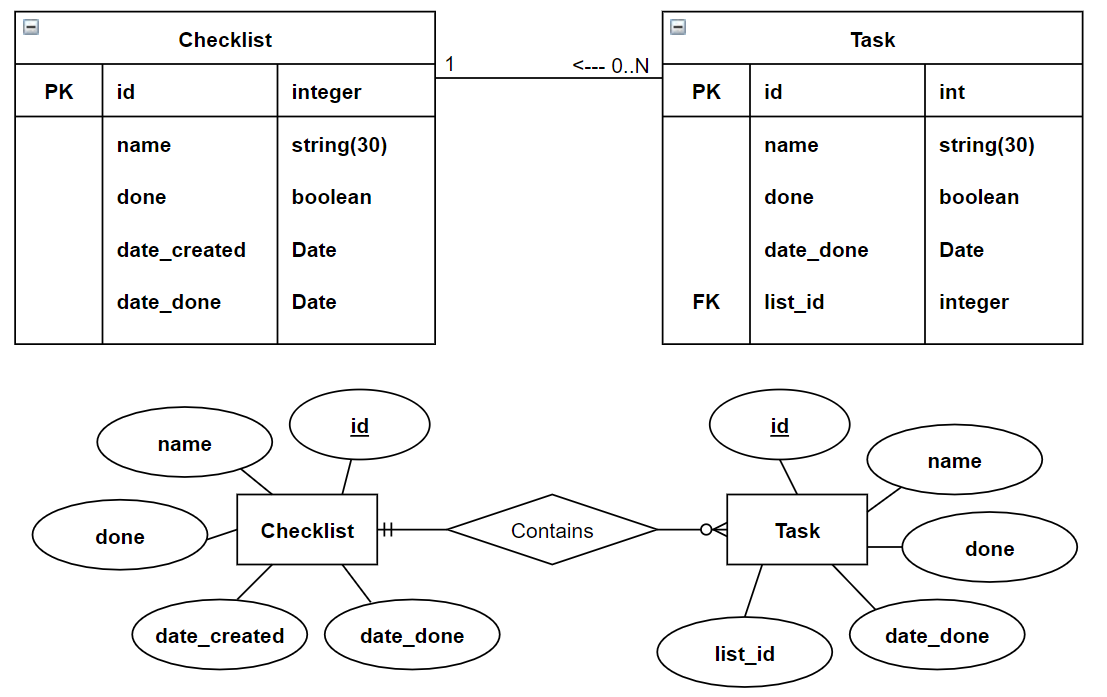 Checklist
PK id integer
name string(30)
done boolean
date_created Date
date_done Date
1 <--- 0..N
Task
PK id int
name string(30)
done boolean
date_done Date
FK list_id integer
id
name
done
Checklist
date_created
date_done
Contains
id
name
Task
done
date_done
list_id